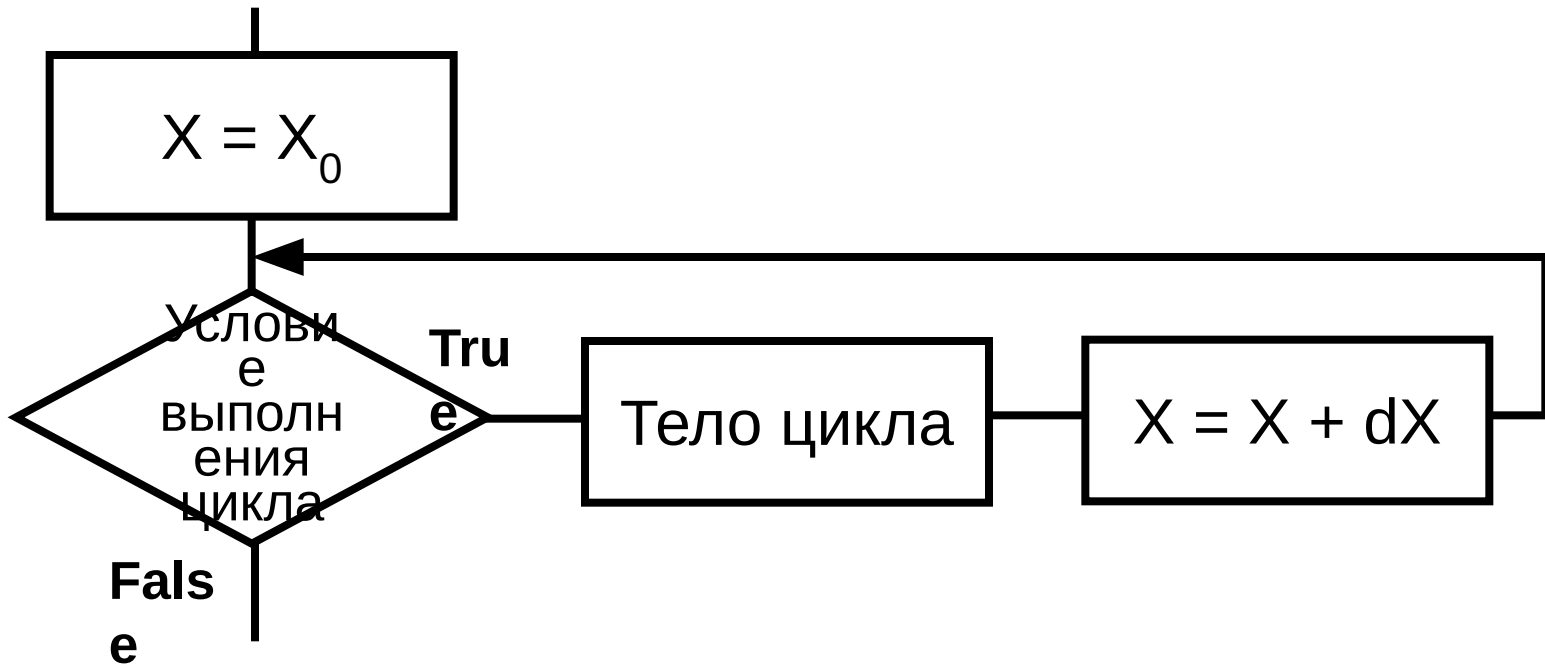 X = X₀
Услови
е
выполн
ения
цикла
Tru
e
Тело цикла
X = X + dX
Fals
e